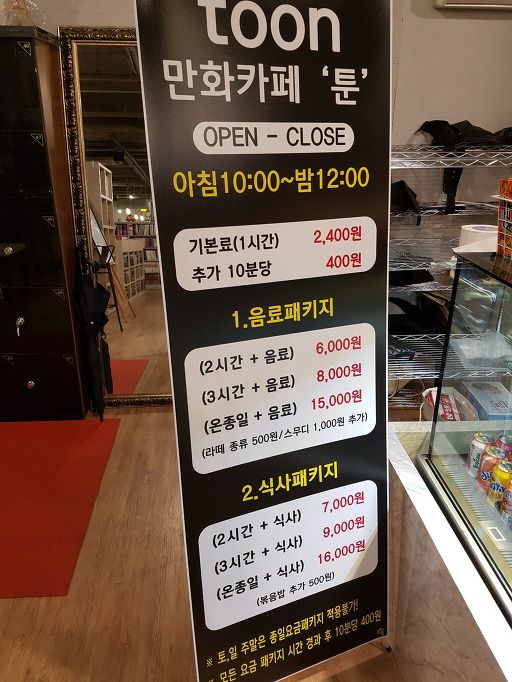 toon
만화카페 '툰'
OPEN - CLOSE
아침10:00~밤12:00
기본료(1시간) 2,400원
추가 10분당 400원
1.음료패키지
(2시간 + 음료) 6,000원
(3시간 + 음료) 8,000원
(온종일 + 음료) 15,000원
(라떼 종류 500원/스무디 1,000원 추가)
2.식사패키지
(2시간 + 식사) 7,000원
(3시간 + 식사) 9,000원
(온종일 + 식사) 16,000원
(볶음밥 추가 500원)
※ 토,일 주말은 종일요금패키지 적용불가!
※ 모든 요금 패키지 시간 경과 후 10분당 400원